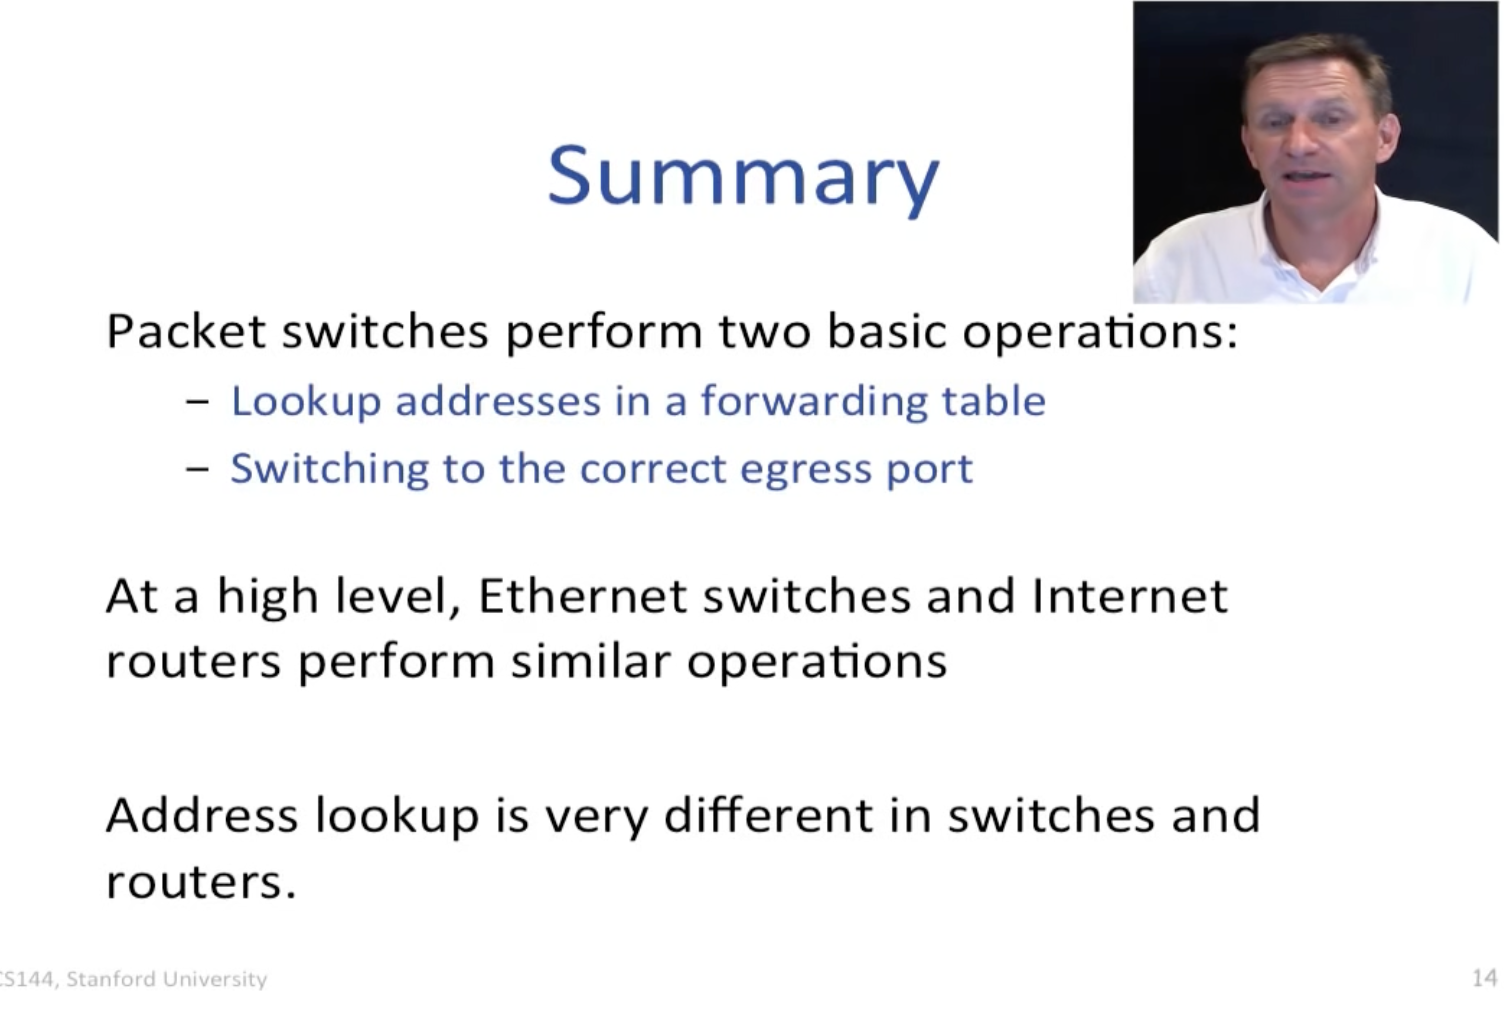 Summary
Packet switches perform two basic operations:
– Lookup addresses in a forwarding table
– Switching to the correct egress port
At a high level, Ethernet switches and Internet
routers perform similar operations
Address lookup is very different in switches and
routers.
CS144, Stanford University
14